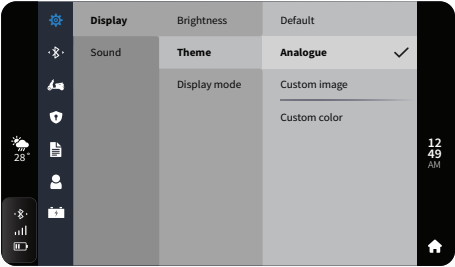 Display
Sound
Brightness
Theme
Display mode
Default
Analogue
Custom image
Custom color
28°
12
49
AM